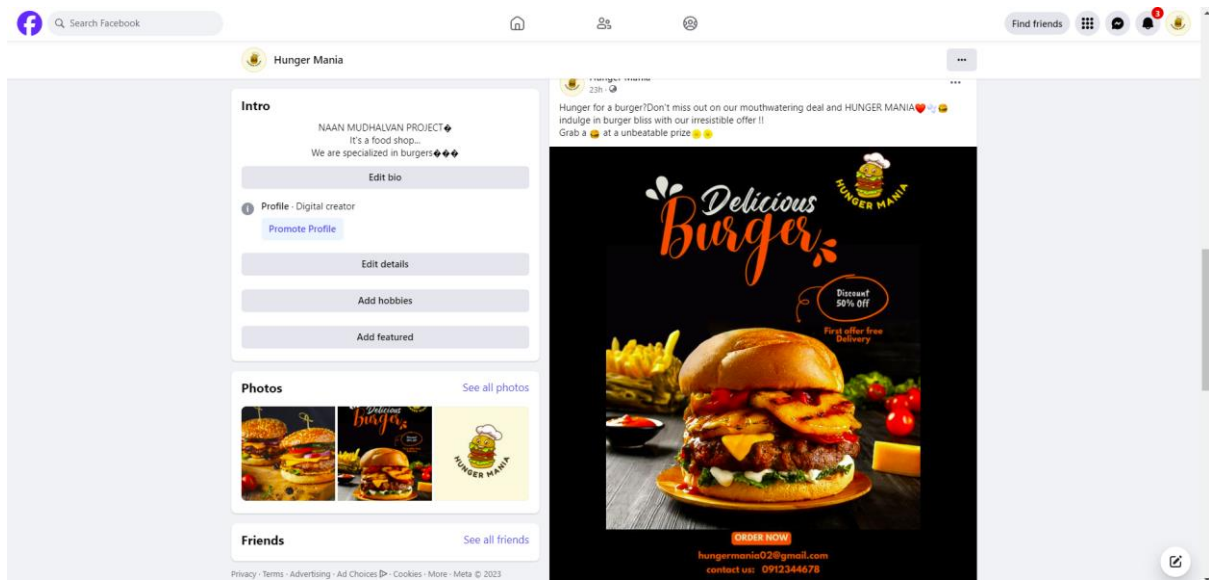 Search Facebook
Find friends
3
Hunger Mania
...
Intro
NAAN MUDHALVAN PROJECT�
It's a food shop...
We are specialized in burgers���
Edit bio
Profile · Digital creator
Promote Profile
Edit details
Add hobbies
Add featured
Photos
See all photos
Delicious
Burger
HUNGER MANIA
Friends
See all friends
Privacy · Terms · Advertising · Ad Choices · Cookies · More · Meta © 2023
Hunger Mania
...
23h ·
Hunger for a burger?Don't miss out on our mouthwatering deal and HUNGER MANIA❤️🫧🍔
indulge in burger bliss with our irresistible offer !!
Grab a 🍔 at a unbeatable prize
Delicious
Burger
HUNGER MANIA
Discount
50% Off
First offer free
Delivery
ORDER NOW
hungermania02@gmail.com
contact us: 0912344678